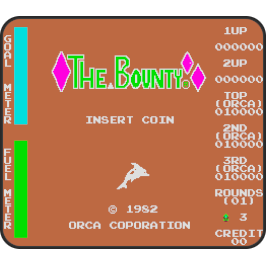 GOAL METER
FUEL METER
THE BOUNTY
INSERT COIN
© 1982
ORCA COPORATION
1UP
000000
2UP
000000
TOP
(ORCA)
010000
2ND
(ORCA)
010000
3RD
(ORCA)
010000
ROUNDS
(01)
3
CREDIT
00